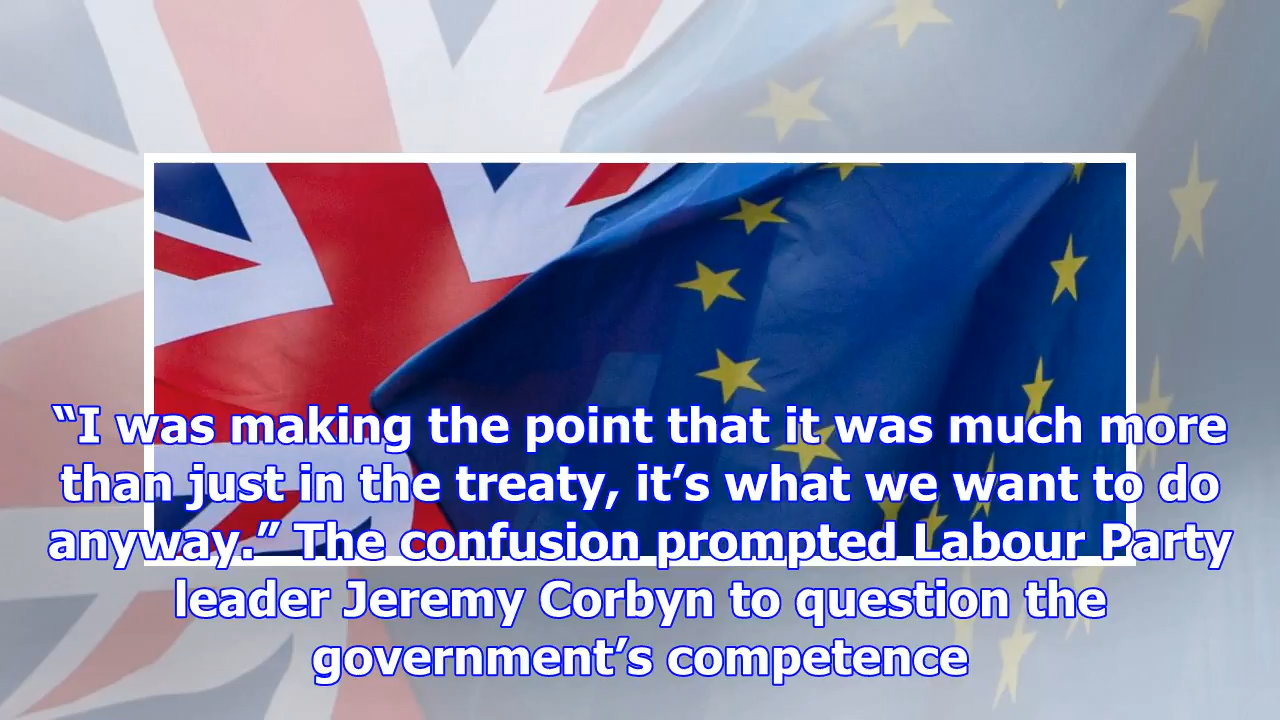 “I was making the point that it was much more
than just in the treaty, it’s what we want to do
anyway.” The confusion prompted Labour Party
leader Jeremy Corbyn to question the
government’s competence